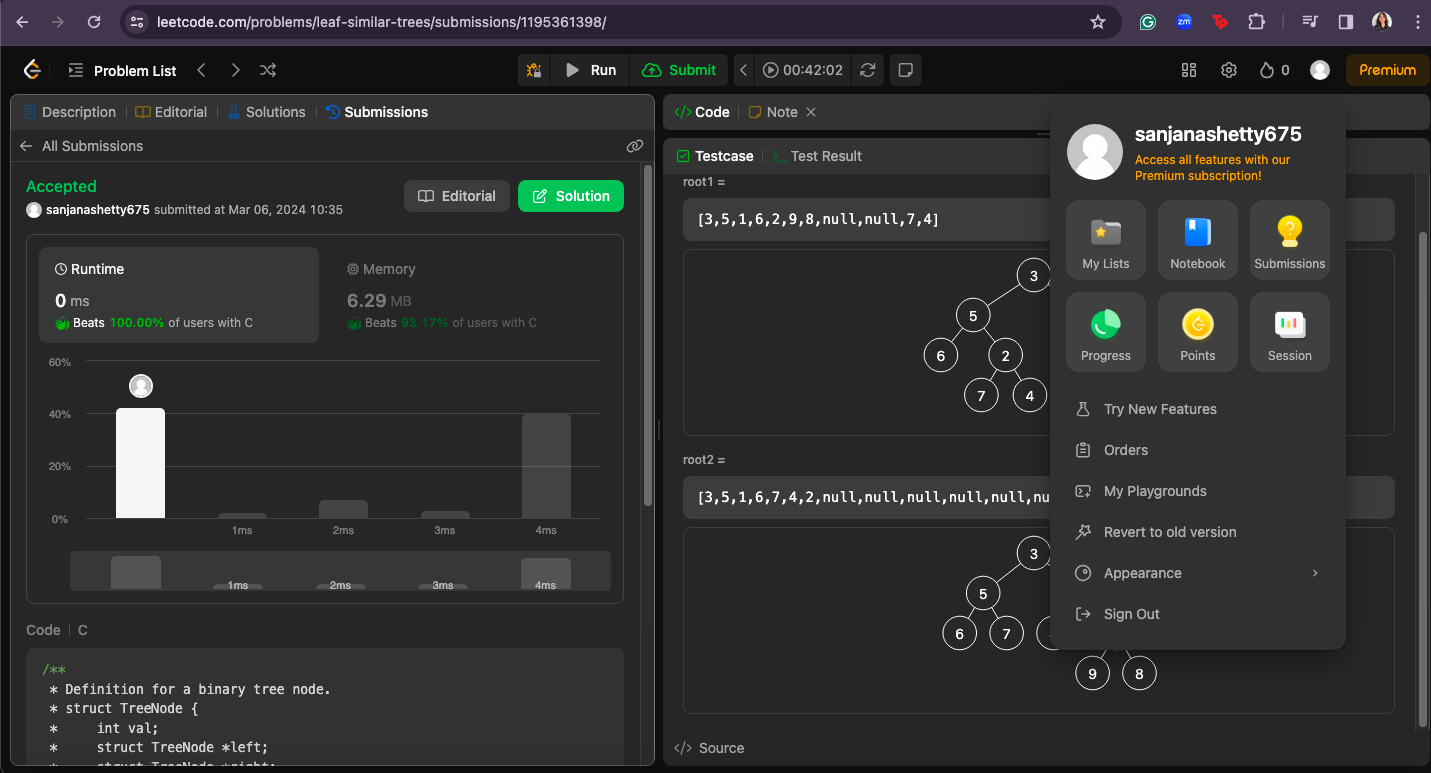 leetcode.com/problems/leaf-similar-trees/submissions/1195361398/
zm
Tp
Problem List
Run
Submit
00:42:02
0
Premium
Description
Editorial
Solutions
Submissions
All Submissions
Accepted
sanjanashetty675 submitted at Mar 06, 2024 10:35
Editorial
Solution
Runtime
0 ms
Beats 100.00% of users with C
Memory
6.29 MB
Beats 93.17% of users with C
60%
40%
20%
0%
1ms 2ms 3ms 4ms
1ms 2ms 3ms 4ms
Code | C
/**
* Definition for a binary tree node.
* struct TreeNode {
*     int val;
*     struct TreeNode *left;
*     struct TreeNode *right;
</> Code
Note
Testcase
>_ Test Result
root1 =
[3,5,1,6,2,9,8,null,null,7,4]
3
5
6 2
7 4
root2 =
[3,5,1,6,7,4,2,null,null,null,null,null,nu
3
5
6 7
9 8
</> Source
sanjanashetty675
Access all features with our
Premium subscription!
My Lists
Notebook
Submissions
Progress
Points
Session
Try New Features
Orders
My Playgrounds
Revert to old version
Appearance
Sign Out